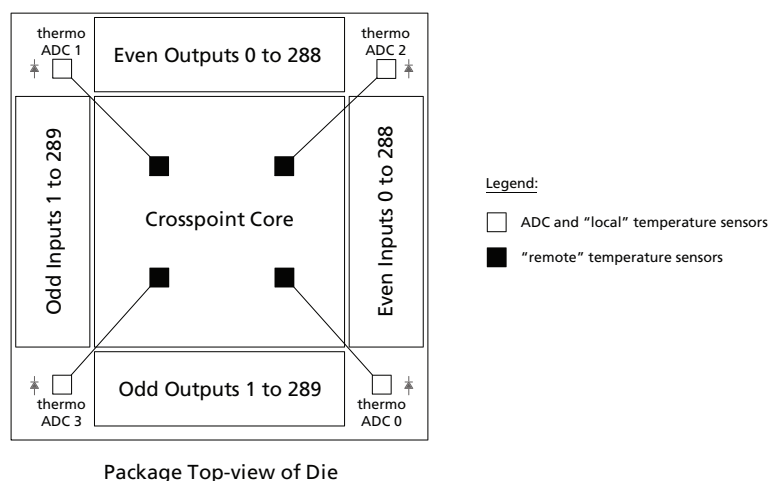 thermo
ADC 1
Even Outputs 0 to 288
thermo
ADC 2
Odd Inputs 1 to 289
Crosspoint Core
Even Inputs 0 to 288
Legend:
ADC and “local” temperature sensors
“remote” temperature sensors
thermo
ADC 3
Odd Outputs 1 to 289
thermo
ADC 0
Package Top-view of Die